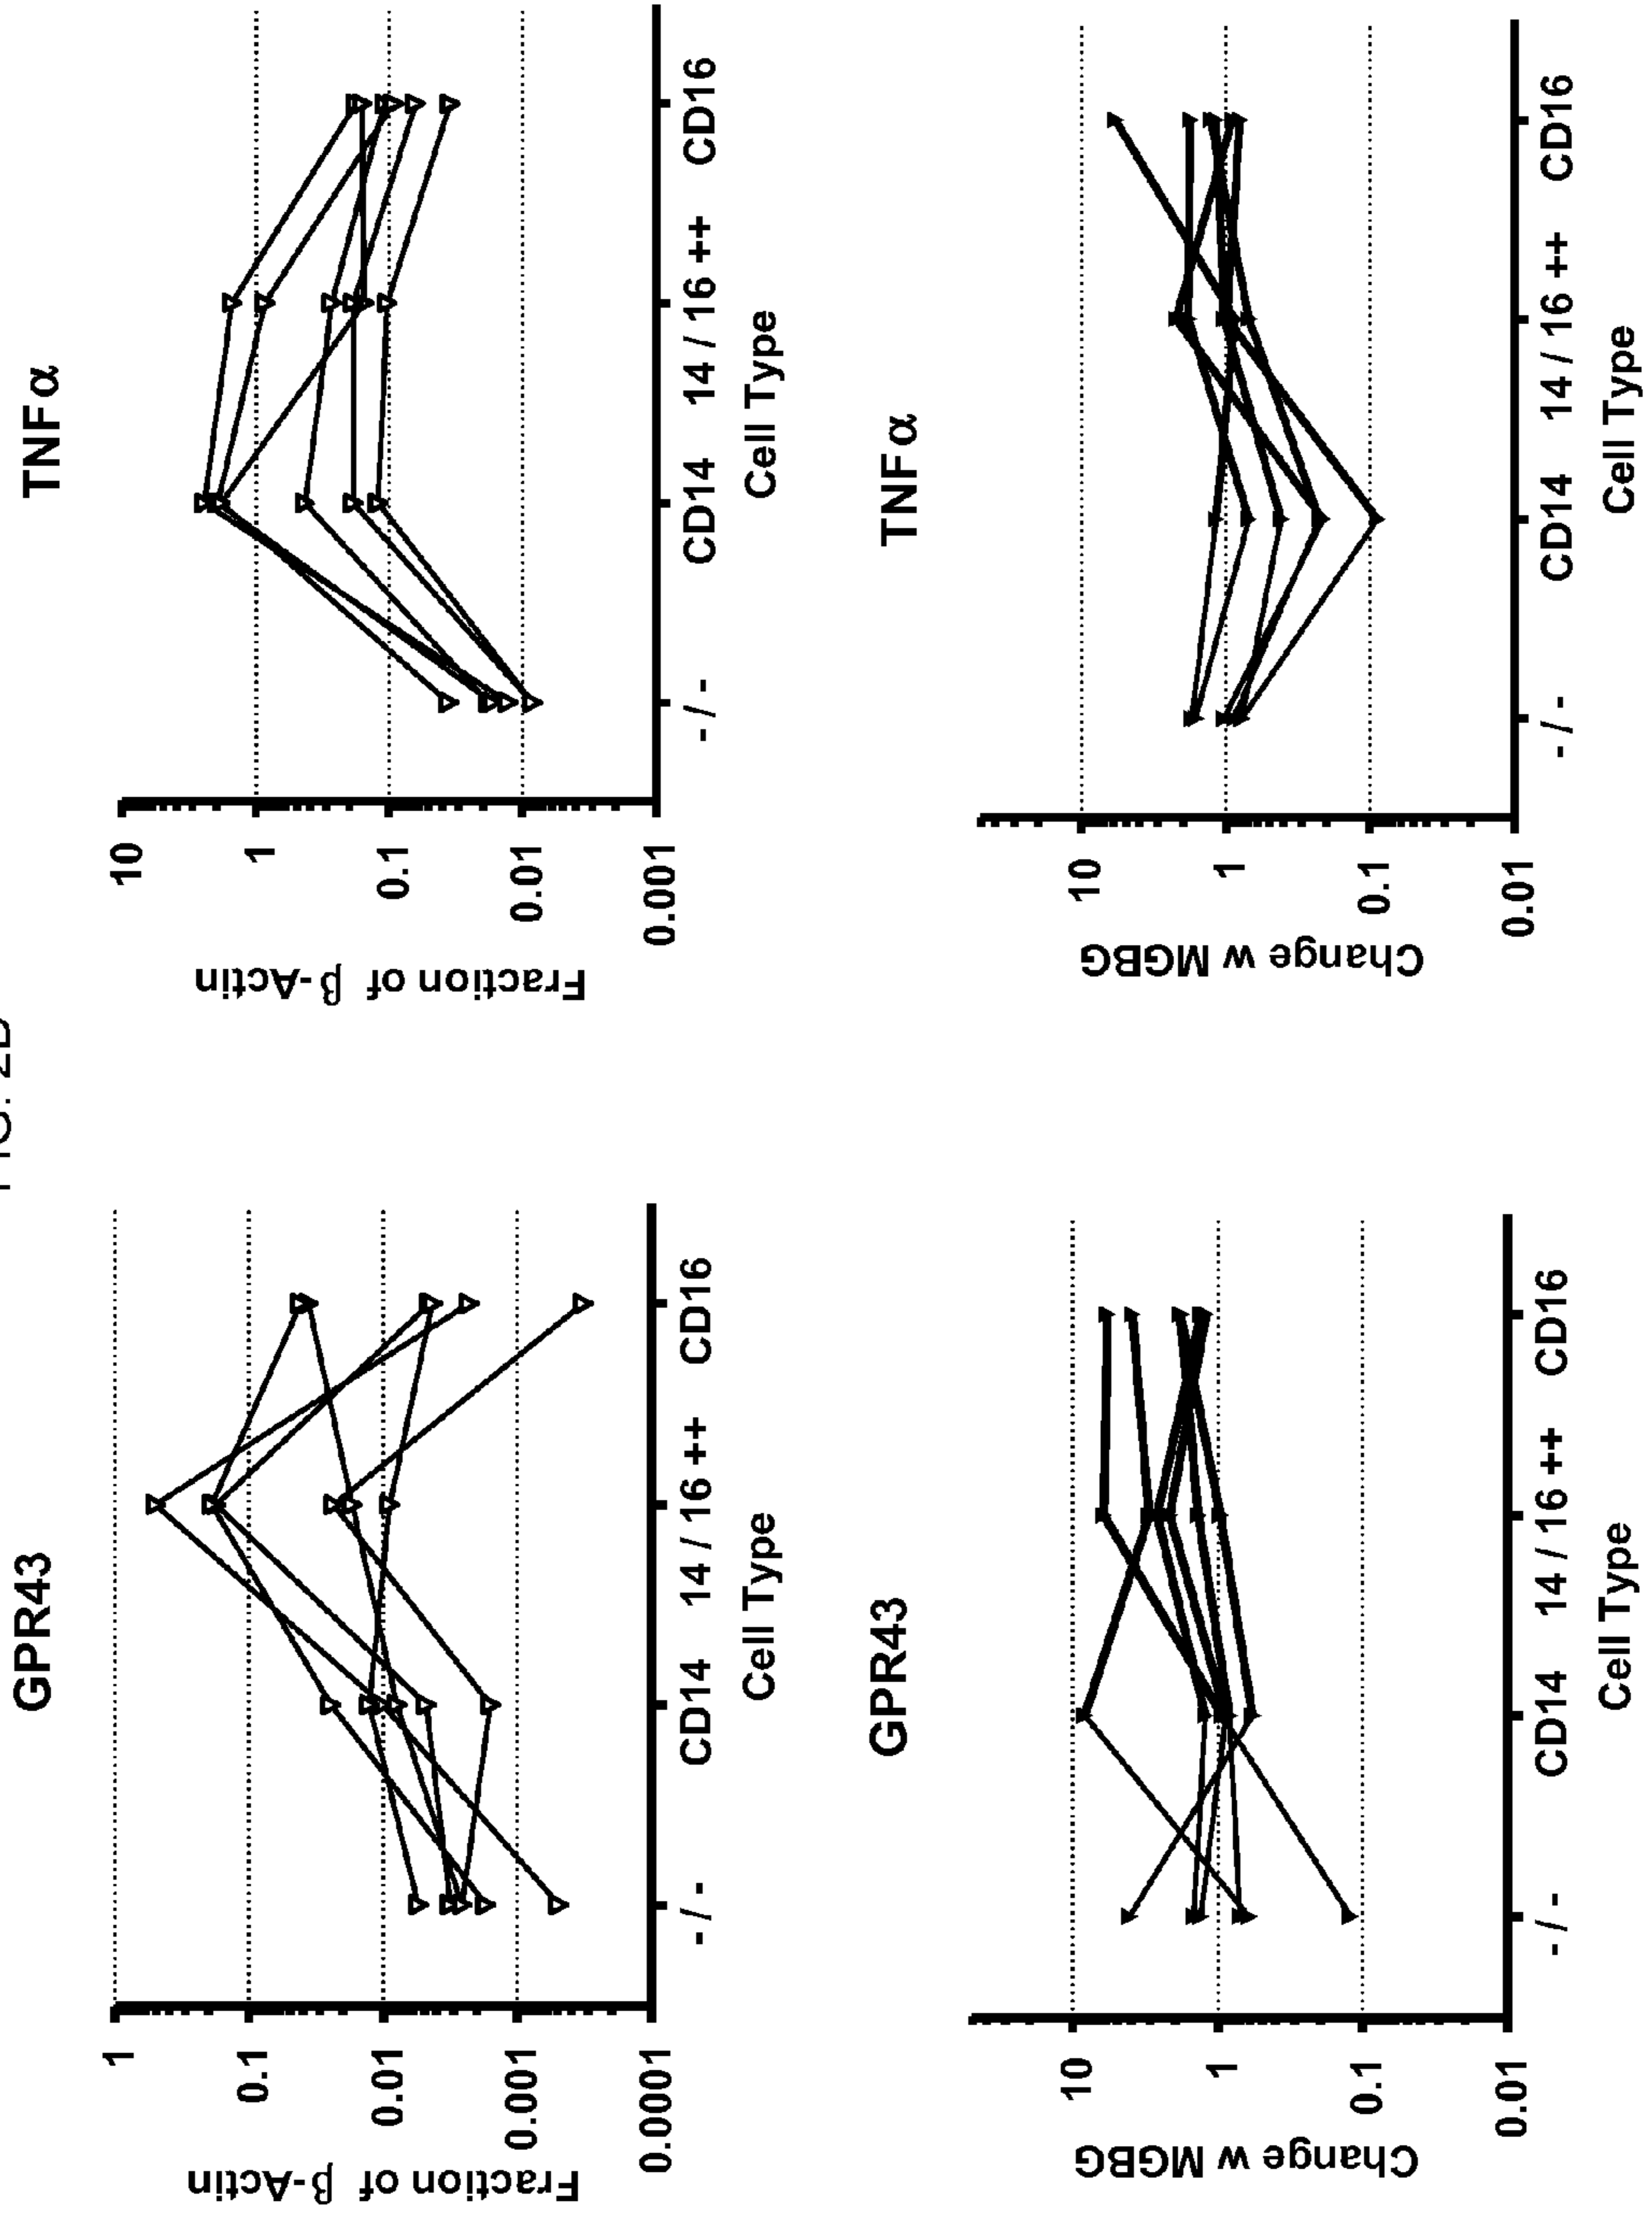 GPR43
Fraction of β-Actin
1
0.1
0.01
0.001
0.0001
- / -
CD14
14 / 16 ++
CD16
Cell Type
TNFα
Fraction of β-Actin
10
1
0.1
0.01
0.001
- / -
CD14
14 / 16 ++
CD16
Cell Type
GPR43
Change w MGBG
10
1
0.1
0.01
- / -
CD14
14 / 16 ++
CD16
Cell Type
TNFα
Change w MGBG
10
1
0.1
0.01
- / -
CD14
14 / 16 ++
CD16
Cell Type